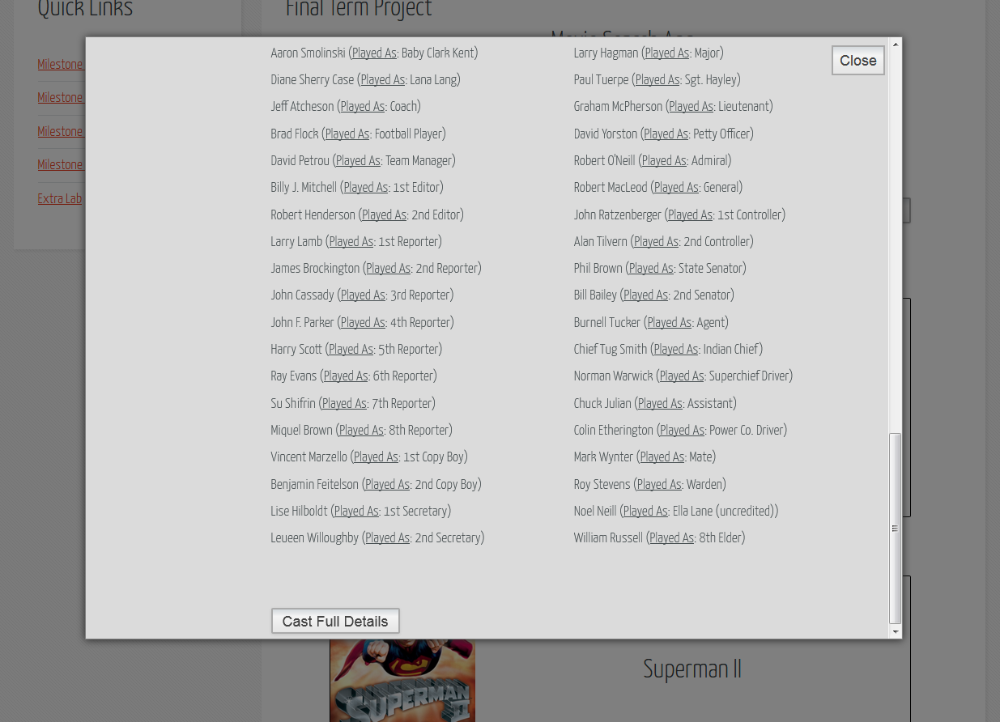 Quick Links
Final Term Project
Movie Search App
Milestone
Milestone
Milestone
Milestone
Extra Lab
Close
Aaron Smolinski (Played As: Baby Clark Kent)
Diane Sherry Case (Played As: Lana Lang)
Jeff Atcheson (Played As: Coach)
Brad Flock (Played As: Football Player)
David Petrou (Played As: Team Manager)
Billy J. Mitchell (Played As: 1st Editor)
Robert Henderson (Played As: 2nd Editor)
Larry Lamb (Played As: 1st Reporter)
James Brockington (Played As: 2nd Reporter)
John Cassady (Played As: 3rd Reporter)
John F. Parker (Played As: 4th Reporter)
Harry Scott (Played As: 5th Reporter)
Ray Evans (Played As: 6th Reporter)
Su Shifrin (Played As: 7th Reporter)
Miquel Brown (Played As: 8th Reporter)
Vincent Marzello (Played As: 1st Copy Boy)
Benjamin Feitelson (Played As: 2nd Copy Boy)
Lise Hilboldt (Played As: 1st Secretary)
Leueen Willoughby (Played As: 2nd Secretary)
Larry Hagman (Played As: Major)
Paul Tuerpe (Played As: Sgt. Hayley)
Graham McPherson (Played As: Lieutenant)
David Yorston (Played As: Petty Officer)
Robert O'Neill (Played As: Admiral)
Robert MacLeod (Played As: General)
John Ratzenberger (Played As: 1st Controller)
Alan Tilvern (Played As: 2nd Controller)
Phil Brown (Played As: State Senator)
Bill Bailey (Played As: 2nd Senator)
Burnell Tucker (Played As: Agent)
Chief Tug Smith (Played As: Indian Chief)
Norman Warwick (Played As: Superchief Driver)
Chuck Julian (Played As: Assistant)
Colin Etherington (Played As: Power Co. Driver)
Mark Wynter (Played As: Mate)
Roy Stevens (Played As: Warden)
Noel Neill (Played As: Ella Lane (uncredited))
William Russell (Played As: 8th Elder)
Cast Full Details
SUPERMAN II
Superman II